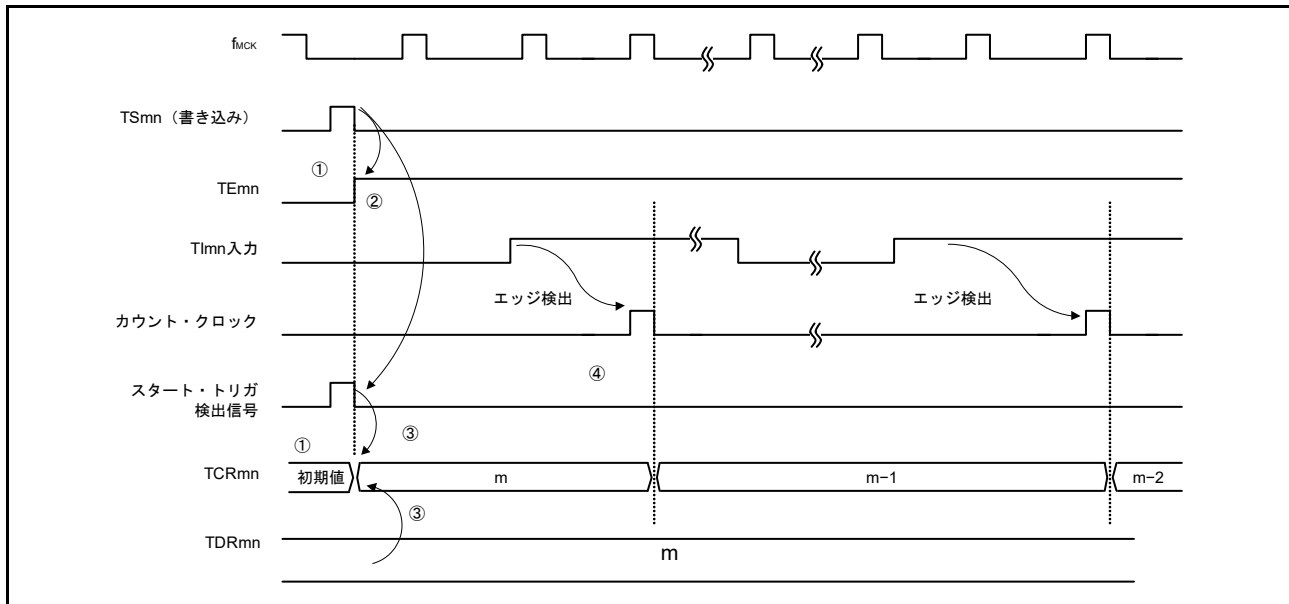 fMCK
TSmn（書き込み）
①
TEmn
②
TImn入力
エッジ検出
エッジ検出
カウント・クロック
④
スタート・トリガ
検出信号
③
①
TCRmn
初期値
m
m−1
m−2
③
TDRmn
m